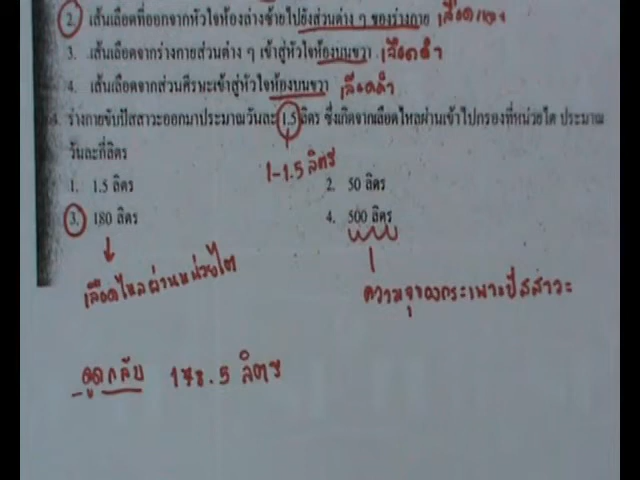 2. เส้นเลือดที่ออกจากหัวใจห้องล่างซ้ายไปยังส่วนต่าง ๆ ของร่างกาย เลือดแดง
3. เส้นเลือดจากร่างกายส่วนต่าง ๆ เข้าสู่หัวใจห้องบนขวา เลือดดำ
4. เส้นเลือดจากส่วนศีรษะเข้าสู่หัวใจห้องบนขวา เลือดดำ
4. ร่างกายขับปัสสาวะออกมาประมาณวันละ 1.5 ลิตร ซึ่งเกิดจากเลือดไหลผ่านเข้าไปกรองที่หน่วยไต ประมาณ
วันละกี่ลิตร
1-1.5 ลิตร
1. 1.5 ลิตร 2. 50 ลิตร
3. 180 ลิตร 4. 500 ลิตร
เลือดไหลผ่านหน่วยไต
ความจุของกระเพาะปัสสาวะ
ดูดกลับ 178.5 ลิตร